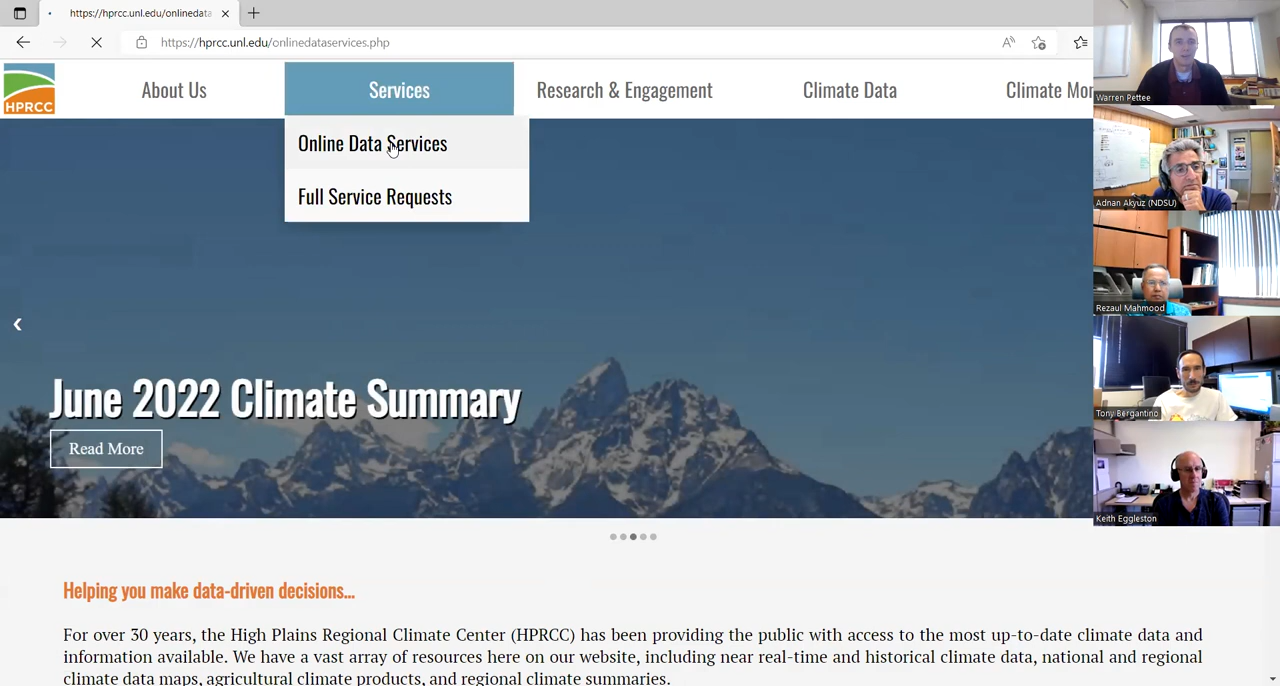 https://hprcc.unl.edu/onlinedata
https://hprcc.unl.edu/onlinedataservices.php
HPRCC
About Us
Services
Research & Engagement
Climate Data
Climate Mor
Online Data Services
Full Service Requests
June 2022 Climate Summary
Read More
Warren Pettee
Adnan Akyuz (NDSU)
Rezaul Mahmood
Tony Bergantino
Keith Eggleston
Helping you make data-driven decisions...
For over 30 years, the High Plains Regional Climate Center (HPRCC) has been providing the public with access to the most up-to-date climate data and
information available. We have a vast array of resources here on our website, including near real-time and historical climate data, national and regional
climate data maps, agricultural climate products, and regional climate summaries.